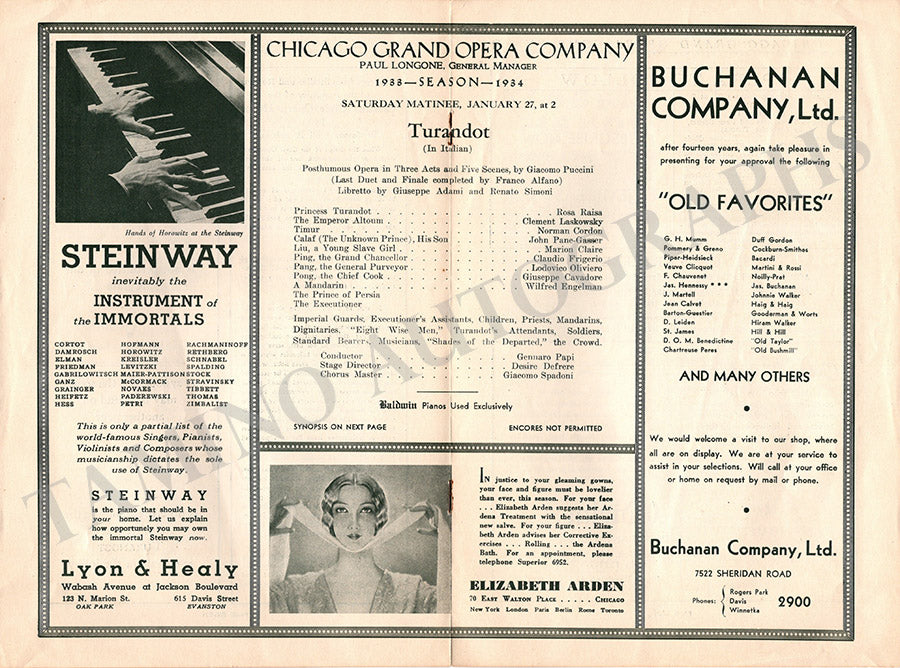 Hands of Horowitz at the Steinway
STEINWAY
inevitably the
INSTRUMENT of
the IMMORTALS
CORTOT HOFMANN RACHMANINOFF
DAMROSCH HOROWITZ RETHBERG
ELMAN KREISLER SCHNABEL
FRIEDMAN LEVITZKI SPALDING
GABRILOWITSCH MAIER-PATTISON STOCK
GANZ McCORMACK STRAVINSKY
GRAINGER NOVAES TIBBETT
HEIFETZ PADEREWSKI THOMAS
HESS PETRI ZIMBALIST
This is only a partial list of the
world-famous Singers, Pianists,
Violinists and Composers whose
musicianship dictates the sole
use of Steinway.
STEINWAY
is the piano that should be in
your home. Let us explain
how opportunely you may own
the immortal Steinway now.
Lyon & Healy
Wabash Avenue at Jackson Boulevard
123 N. Marion St. 615 Davis Street
OAK PARK EVANSTON
CHICAGO GRAND OPERA COMPANY
PAUL LONGONE, GENERAL MANAGER
1933—SEASON—1934
SATURDAY MATINEE, JANUARY 27, at 2
Turandot
(In Italian)
Posthumous Opera in Three Acts and Five Scenes, by Giacomo Puccini
(Last Duet and Finale completed by Franco Alfano)
Libretto by Giuseppe Adami and Renato Simoni
Princess Turandot . . . . . Rosa Raisa
The Emperor Altoum . . . . . Clement Laskowsky
Timur . . . . . Norman Cordon
Calaf (The Unknown Prince), His Son . . . . . John Pane-Gasser
Liu, a Young Slave Girl . . . . . Marion Claire
Ping, the Grand Chancellor . . . . . Claudio Frigerio
Pang, the General Purveyor . . . . . Lodovico Oliviero
Pong, the Chief Cook . . . . . Giuseppe Cavadore
A Mandarin . . . . . Wilfred Engelman
The Prince of Persia
The Executioner
Imperial Guards, Executioner's Assistants, Children, Priests, Mandarins,
Dignitaries, "Eight Wise Men," Turandot's Attendants, Soldiers,
Standard Bearers, Musicians, "Shades of the Departed," the Crowd.
Conductor . . . . . Gennaro Papi
Stage Director . . . . . Desire Defrere
Chorus Master . . . . . Giacomo Spadoni
Baldwin Pianos Used Exclusively
SYNOPSIS ON NEXT PAGE ENCORES NOT PERMITTED
IN justice to your gleaming gowns,
your face and figure must be lovelier
than ever, this season. For your face
. . . Elizabeth Arden suggests her Ar-
dena Treatment with the sensational
new salve. For your figure . . . Eliza-
beth Arden advises her Corrective Ex-
ercises . . . Rolling . . . the Ardena
Bath. For an appointment, please
telephone Superior 6952.
ELIZABETH ARDEN
70 EAST WALTON PLACE . . . . . CHICAGO
New York London Paris Berlin Rome Toronto
BUCHANAN
COMPANY, Ltd.
after fourteen years, again take pleasure in
presenting for your approval the following
"OLD FAVORITES"
G. H. Mumm Duff Gordon
Pommery & Greno Cockburn-Smithes
Piper-Heidsieck Bacardi
Veuve Clicquot Martini & Rossi
F. Chauvenet Noilly-Prat
Jas. Hennessy *** Jas. Buchanan
J. Martell Johnnie Walker
Jean Calvet Haig & Haig
Barton-Guestier Gooderham & Worts
D. Leiden Hiram Walker
St. James Hill & Hill
D. O. M. Benedictine "Old Taylor"
Chartreuse Peres "Old Bushmill"
AND MANY OTHERS
We would welcome a visit to our shop, where
all are on display. We are at your service to
assist in your selections. Will call at your office
or home on request by mail or phone.
Buchanan Company, Ltd.
7522 SHERIDAN ROAD
Phones: { Rogers Park Davis Winnetka 2900
TAMINO AUTOGRAPHS